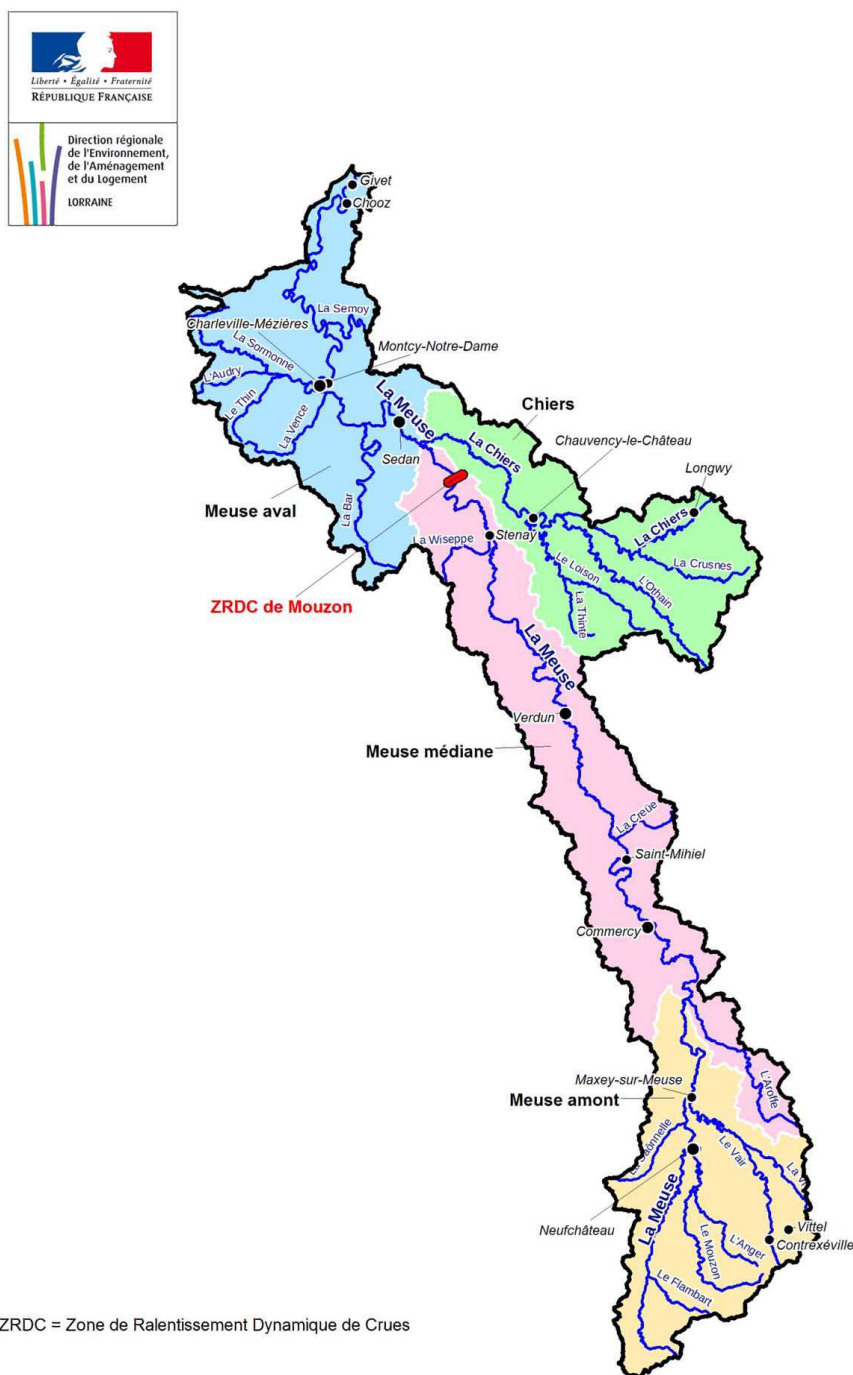 Liberté • Égalité • Fraternité
RÉPUBLIQUE FRANÇAISE
Direction régionale
de l'Environnement,
de l'Aménagement
et du Logement
LORRAINE
Givet
Chooz
La Semoy
Charleville-Mézières
La Sormonne
Montcy-Notre-Dame
L'Audry
Le Thin
La Vence
La Meuse
Chiers
La Chiers
Chauvency-le-Château
Sedan
Longwy
Meuse aval
La Bar
La Chiers
La Wiseppe
Stenay
Le Loison
La Crusnes
L'Othain
La Thinte
ZRDC de Mouzon
La Meuse
Verdun
Meuse médiane
La Creüe
Saint-Mihiel
Commercy
Maxey-sur-Meuse
L'Aroffe
Meuse amont
La Saônnelle
Le Vair
La Meuse
Neufchâteau
Vittel
Contrexéville
L'Anger
Le Mouzon
Le Flambart
ZRDC = Zone de Ralentissement Dynamique de Crues